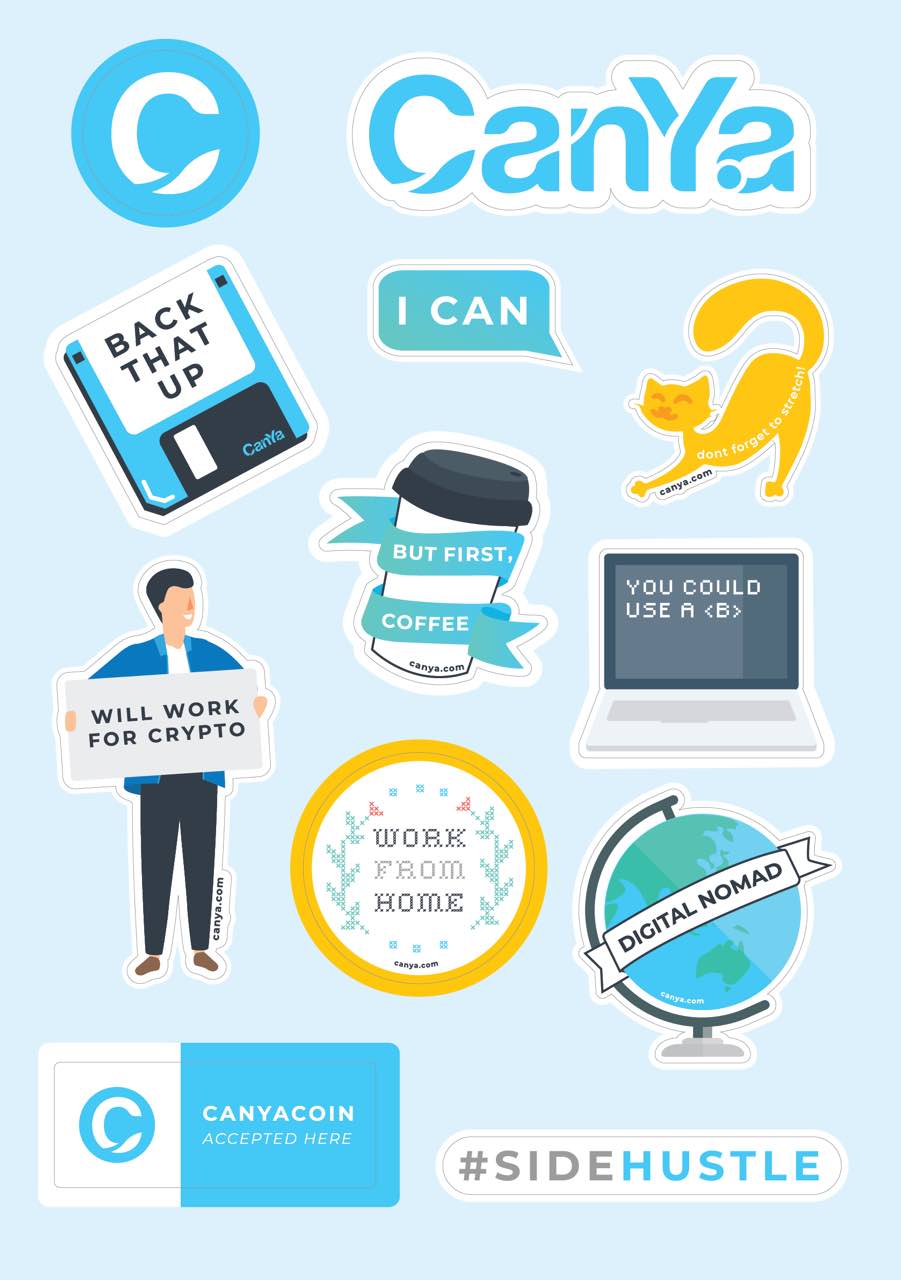 C
CanYa
BACK
THAT
UP
CanYa
I CAN
dont forget to stretch!
canya.com
BUT FIRST,
COFFEE
canya.com
YOU COULD
USE A <B>
WILL WORK
FOR CRYPTO
canya.com
WORK
FROM
HOME
canya.com
DIGITAL NOMAD
canya.com
C
CANYACOIN
ACCEPTED HERE
#SIDEHUSTLE